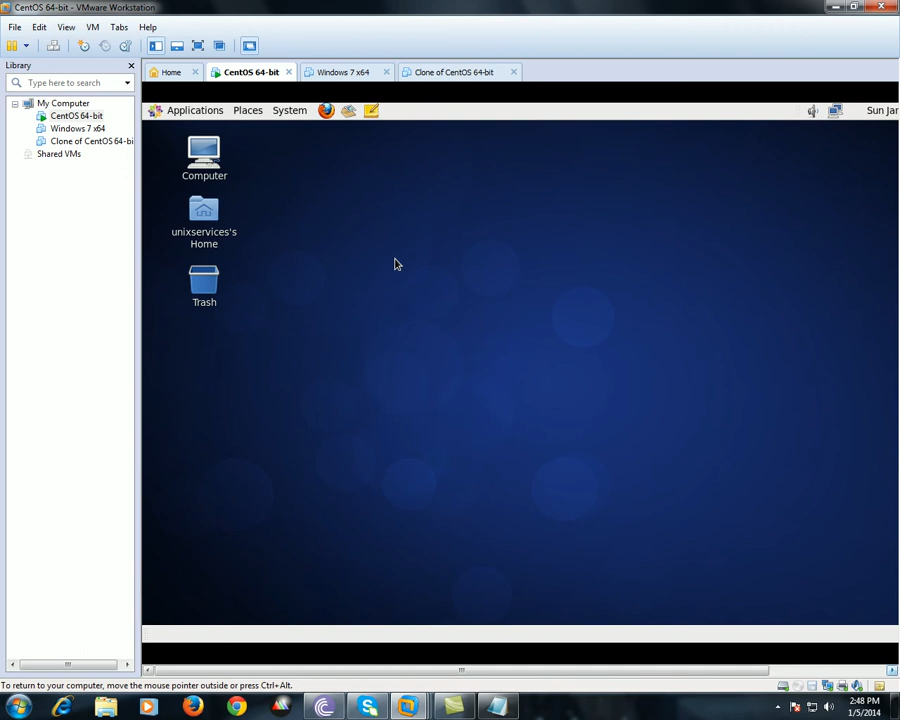 CentOS 64-bit - VMware Workstation
File Edit View VM Tabs Help
Library
Type here to search
My Computer
CentOS 64-bit
Windows 7 x64
Clone of CentOS 64-bi
Shared VMs
Home
CentOS 64-bit
Windows 7 x64
Clone of CentOS 64-bit
Applications Places System
Sun Jar
Computer
unixservices's
Home
Trash
To return to your computer, move the mouse pointer outside or press Ctrl+Alt.
2:48 PM
1/5/2014